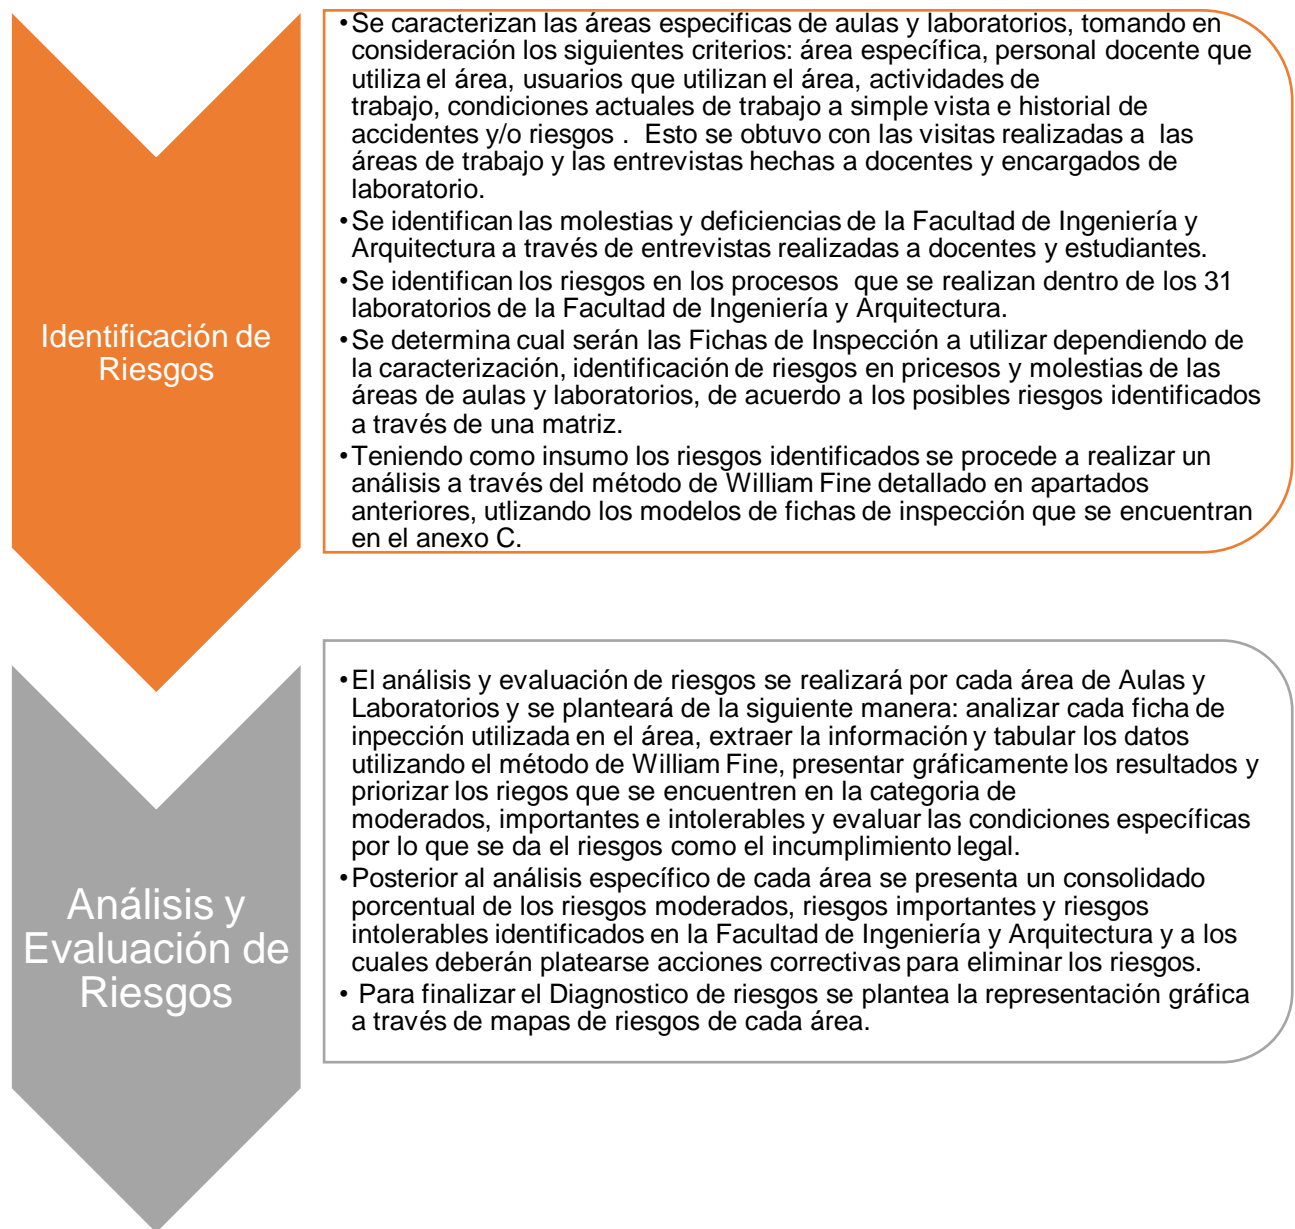 Identificación de
Riesgos
•Se caracterizan las áreas especificas de aulas y laboratorios, tomando en
consideración los siguientes criterios: área específica, personal docente que
utiliza el área, usuarios que utilizan el área, actividades de
trabajo, condiciones actuales de trabajo a simple vista e historial de
accidentes y/o riesgos . Esto se obtuvo con las visitas realizadas a las
áreas de trabajo y las entrevistas hechas a docentes y encargados de
laboratorio.
•Se identifican las molestias y deficiencias de la Facultad de Ingeniería y
Arquitectura a través de entrevistas realizadas a docentes y estudiantes.
•Se identifican los riesgos en los procesos que se realizan dentro de los 31
laboratorios de la Facultad de Ingeniería y Arquitectura.
•Se determina cual serán las Fichas de Inspección a utilizar dependiendo de
la caracterización, identificación de riesgos en pricesos y molestias de las
áreas de aulas y laboratorios, de acuerdo a los posibles riesgos identificados
a través de una matriz.
•Teniendo como insumo los riesgos identificados se procede a realizar un
análisis a través del método de William Fine detallado en apartados
anteriores, utlizando los modelos de fichas de inspección que se encuentran
en el anexo C.
Análisis y
Evaluación de
Riesgos
•El análisis y evaluación de riesgos se realizará por cada área de Aulas y
Laboratorios y se planteará de la siguiente manera: analizar cada ficha de
inpección utilizada en el área, extraer la información y tabular los datos
utilizando el método de William Fine, presentar gráficamente los resultados y
priorizar los riegos que se encuentren en la categoria de
moderados, importantes e intolerables y evaluar las condiciones específicas
por lo que se da el riesgos como el incumplimiento legal.
•Posterior al análisis específico de cada área se presenta un consolidado
porcentual de los riesgos moderados, riesgos importantes y riesgos
intolerables identificados en la Facultad de Ingeniería y Arquitectura y a los
cuales deberán platearse acciones correctivas para eliminar los riesgos.
• Para finalizar el Diagnostico de riesgos se plantea la representación gráfica
a través de mapas de riesgos de cada área.